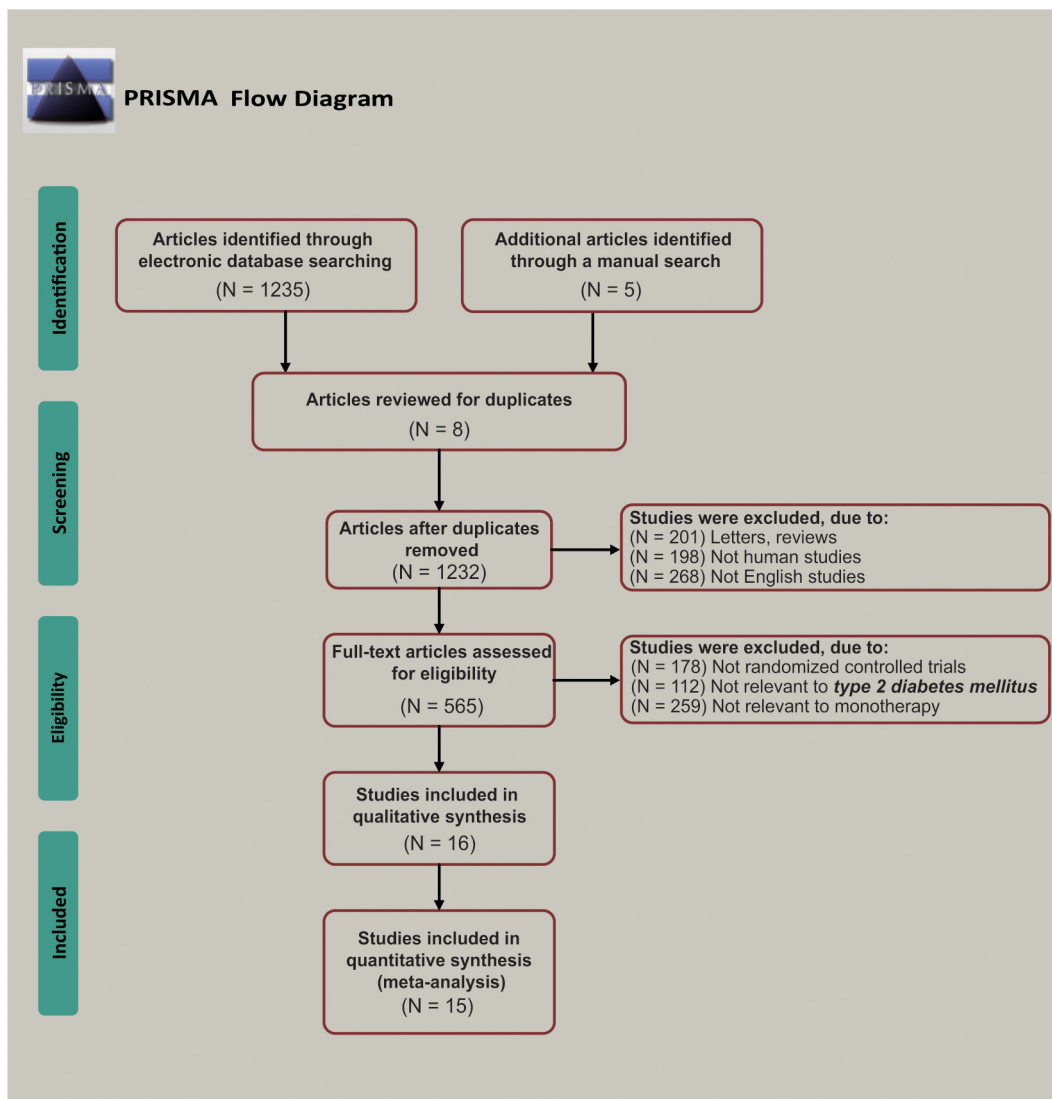 PRISMA
PRISMA Flow Diagram
Identification
Articles identified through
electronic database searching
(N = 1235)
Additional articles identified
through a manual search
(N = 5)
Screening
Articles reviewed for duplicates
(N = 8)
Articles after duplicates
removed
(N = 1232)
Studies were excluded, due to:
(N = 201) Letters, reviews
(N = 198) Not human studies
(N = 268) Not English studies
Eligibility
Full-text articles assessed
for eligibility
(N = 565)
Studies were excluded, due to:
(N = 178) Not randomized controlled trials
(N = 112) Not relevant to type 2 diabetes mellitus
(N = 259) Not relevant to monotherapy
Studies included in
qualitative synthesis
(N = 16)
Included
Studies included in
quantitative synthesis
(meta-analysis)
(N = 15)